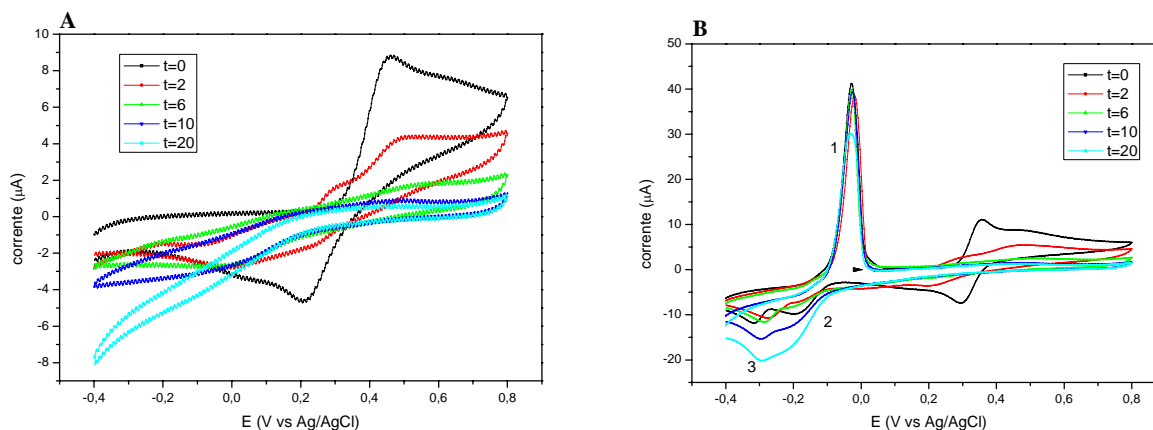 A
10
8
6
4
2
0
-2
-4
-6
-8
corrente (μA)
t=0
t=2
t=6
t=10
t=20
-0,4
-0,2
0,0
0,2
0,4
0,6
0,8
E (V vs Ag/AgCl)
B
50
40
30
20
10
0
-10
-20
corrente (μA)
1
2
3
t=0
t=2
t=6
t=10
t=20
-0,4
-0,2
0,0
0,2
0,4
0,6
0,8
E (V vs Ag/AgCl)